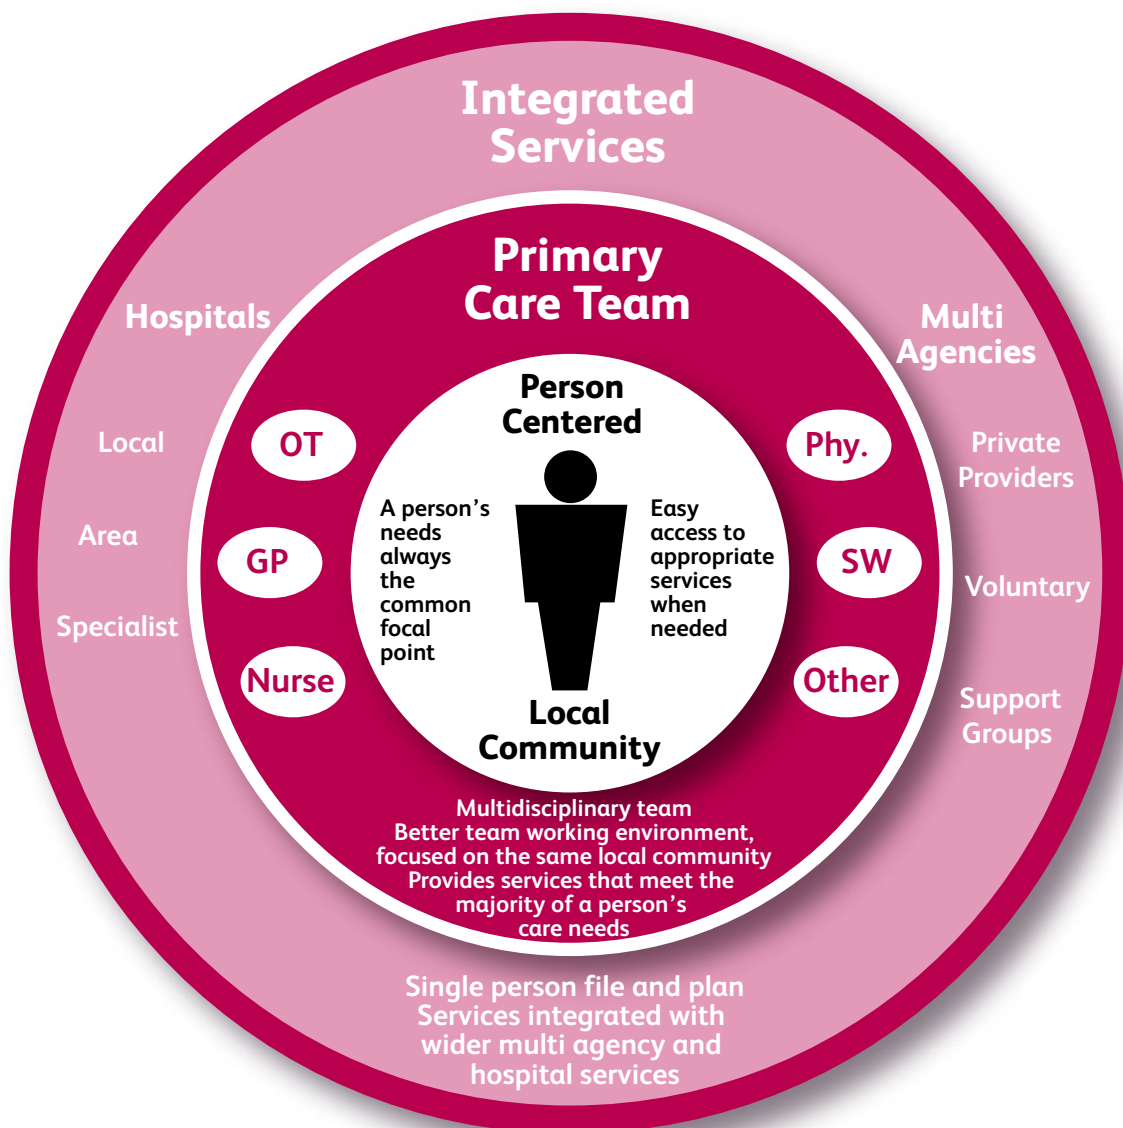 Integrated
Services
Primary
Care Team
Hospitals
Local
Area
Specialist
Multi
Agencies
Private
Providers
Voluntary
Support
Groups
OT
GP
Nurse
Phy.
SW
Other
Person
Centered
A person’s
needs
always
the
common
focal
point
Easy
access to
appropriate
services
when
needed
Local
Community
Multidisciplinary team
Better team working environment,
focused on the same local community
Provides services that meet the
majority of a person’s
care needs
Single person file and plan
Services integrated with
wider multi agency and
hospital services